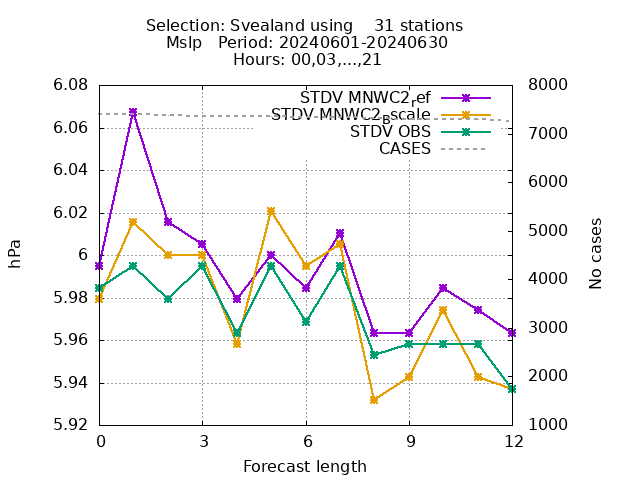 Selection: Svealand using    31 stations
Mslp   Period: 20240601-20240630
Hours: 00,03,...,21
STDV MNWC2ref
STDV MNWC2Bscale
STDV OBS
CASES
6.08
6.06
6.04
6.02
6
5.98
5.96
5.94
5.92
hPa
8000
7000
6000
5000
4000
3000
2000
1000
No cases
0 3 6 9 12
Forecast length